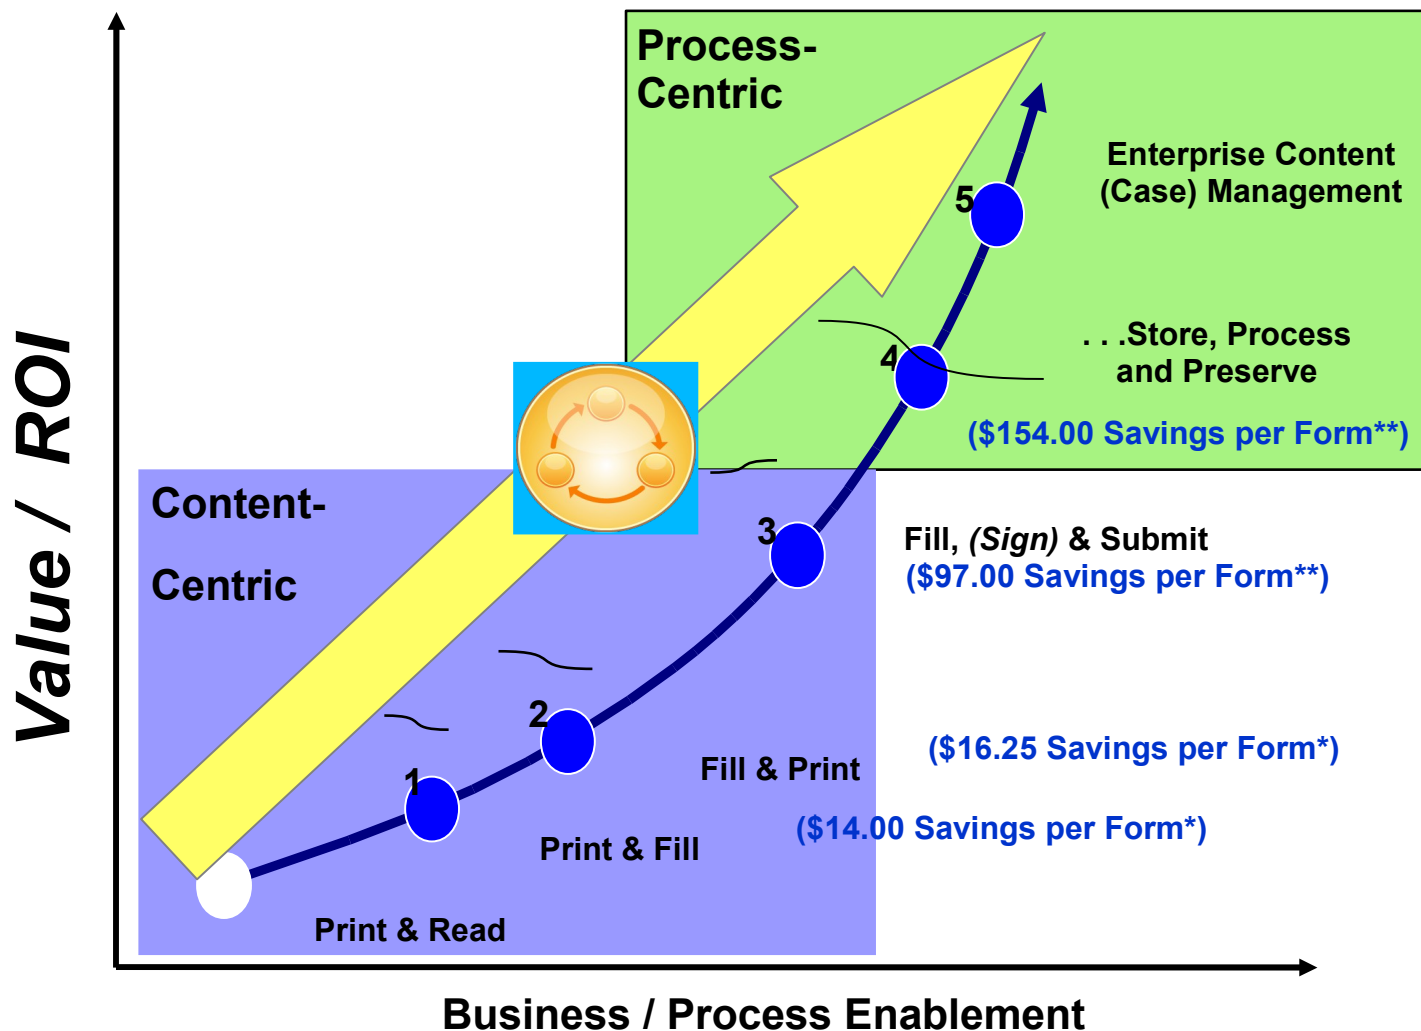 Process-
Centric
Enterprise Content
(Case) Management
5
. . .Store, Process
and Preserve
4
($154.00 Savings per Form**)
Value / ROI
Content-
Centric
3
Fill, (Sign) & Submit
($97.00 Savings per Form**)
2
Fill & Print
($16.25 Savings per Form*)
1
Print & Fill
($14.00 Savings per Form*)
Print & Read
Business / Process Enablement